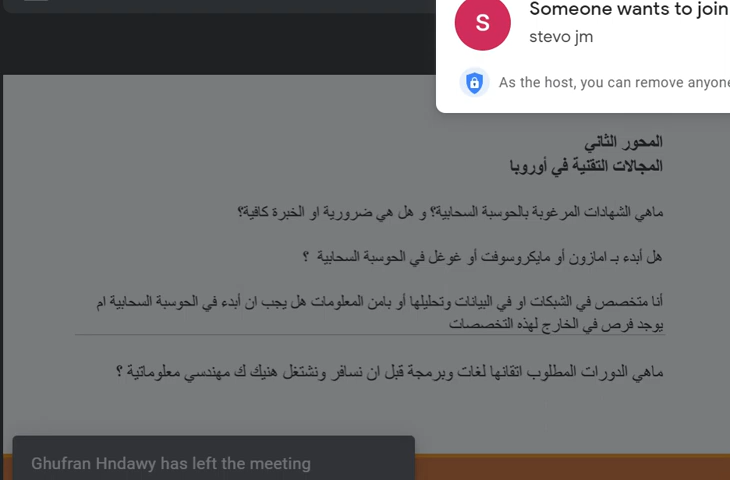 Someone wants to join
S
stevo jm
As the host, you can remove anyone
المحور الثاني
المجالات التقنية في أوروبا
ماهي الشهادات المرغوبة بالحوسبة السحابية؟ و هل هي ضرورية او الخبرة كافية؟
هل أبدء بـ امازون أو مايكروسوفت أو غوغل في الحوسبة السحابية ؟
أنا متخصص في الشبكات او في البيانات وتحليلها أو بامن المعلومات هل يجب ان أبدء في الحوسبة السحابية ام
يوجد فرص في الخارج لهذه التخصصات
ماهي الدورات المطلوب اتقانها لغات وبرمجة قبل ان نسافر ونشتغل هنيك ك مهندسي معلوماتية ؟
Ghufran Hndawy has left the meeting